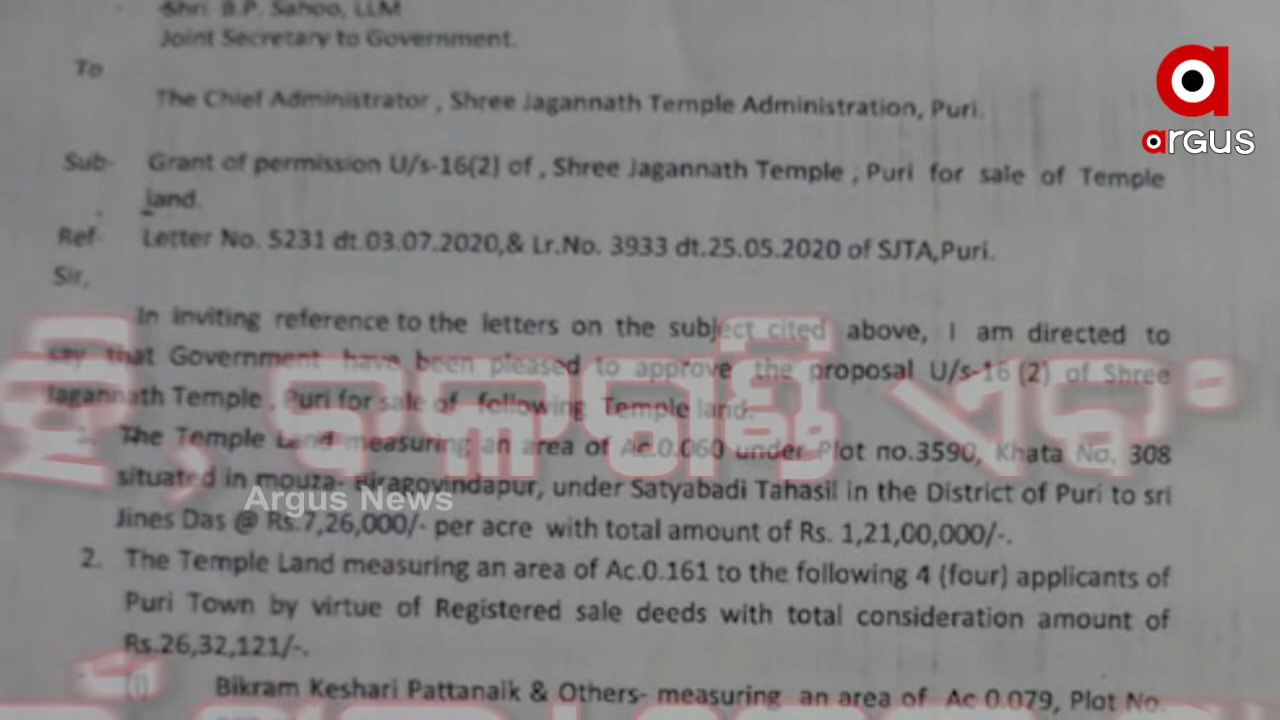 Shri B.P. Sahoo, LLM
Joint Secretary to Government.
To
The Chief Administrator , Shree Jagannath Temple Administration, Puri.
Sub- Grant of permission U/s-16(2) of , Shree Jagannath Temple , Puri for sale of Temple
land.
Ref- Letter No. 5231 dt.03.07.2020,& Lr.No. 3933 dt.25.05.2020 of SJTA,Puri.
Sir,
In inviting reference to the letters on the subject cited above, I am directed to
say that Government have been pleased to approve the proposal U/s-16 (2) of Shree
Jagannath Temple , Puri for sale of following Temple land.
1. The Temple Land measuring an area of Ac.0.060 under Plot no.3590, Khata No. 308
situated in mouza- Biragovindapur, under Satyabadi Tahasil in the District of Puri to sri
Jines Das @ Rs.7,26,000/- per acre with total amount of Rs. 1,21,00,000/-.
2. The Temple Land measuring an area of Ac.0.161 to the following 4 (four) applicants of
Puri Town by virtue of Registered sale deeds with total consideration amount of
Rs.26,32,121/-.
(i) Bikram Keshari Pattanaik & Others- measuring an area of Ac 0.079, Plot No.
argus
Argus News